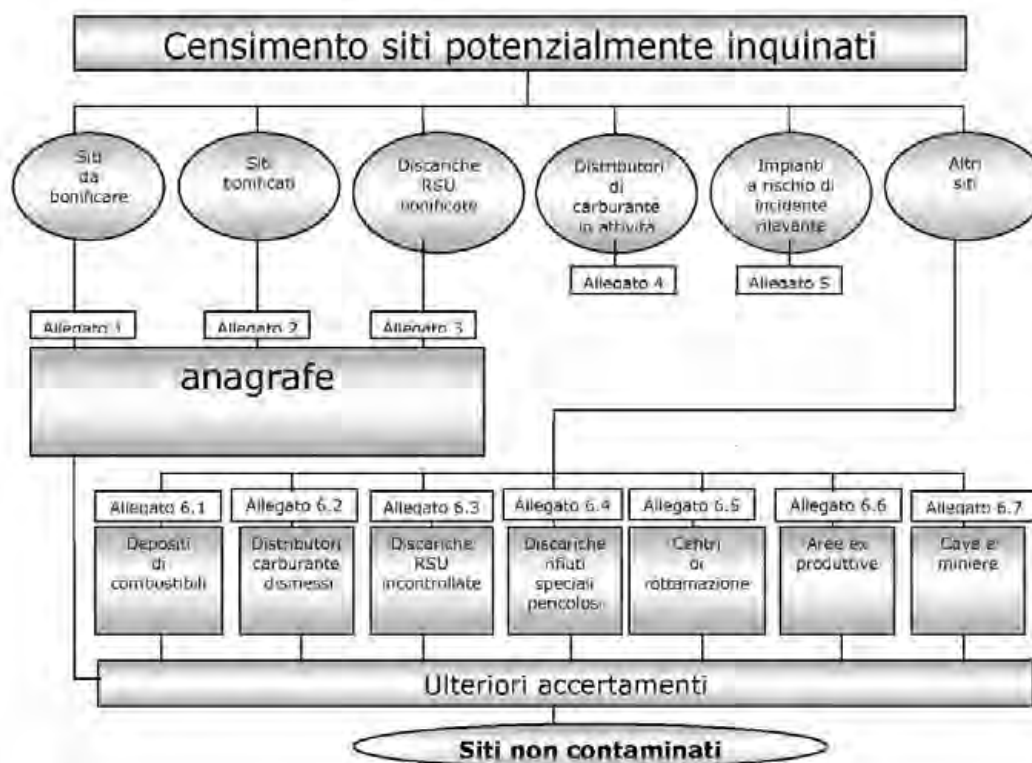 Censimento siti potenzialmente inquinati
Siti
da
bonificare
Siti
bonificati
Discariche
RSU
bonificate
Distributori
di
carburante
in attività
Impianti
a rischio di
incidente
rilevante
Altri
siti
Allegato 4
Allegato 5
Allegato 1
Allegato 2
Allegato 3
anagrafe
Allegato 6.1
Allegato 6.2
Allegato 6.3
Allegato 6.4
Allegato 6.5
Allegato 6.6
Allegato 6.7
Depositi
di
combustibili
Distributori
carburante
dismessi
Discariche
RSU
incontrollate
Discariche
rifiuti
speciali
pericolosi
Centri
di
rottamazione
Aree ex
produttive
Cave e
miniere
Ulteriori accertamenti
Siti non contaminati